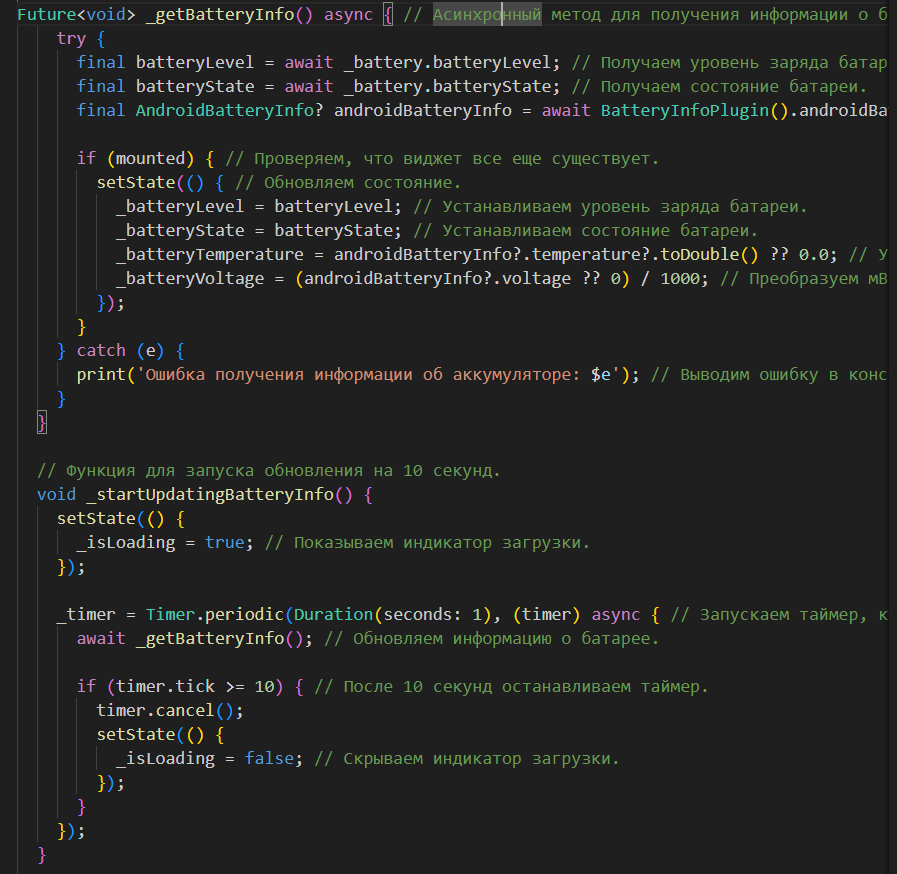 Future<void> _getBatteryInfo() async { // Асинхронный метод для получения информации о б
try {
final batteryLevel = await _battery.batteryLevel; // Получаем уровень заряда батар
final batteryState = await _battery.batteryState; // Получаем состояние батареи.
final AndroidBatteryInfo? androidBatteryInfo = await BatteryInfoPlugin().androidBa
if (mounted) { // Проверяем, что виджет все еще существует.
setState(() { // Обновляем состояние.
_batteryLevel = batteryLevel; // Устанавливаем уровень заряда батареи.
_batteryState = batteryState; // Устанавливаем состояние батареи.
_batteryTemperature = androidBatteryInfo?.temperature?.toDouble() ?? 0.0; // У
_batteryVoltage = (androidBatteryInfo?.voltage ?? 0) / 1000; // Преобразуем мВ
});
}
} catch (e) {
print('Ошибка получения информации об аккумуляторе: $e'); // Выводим ошибку в конс
}
}
// Функция для запуска обновления на 10 секунд.
void _startUpdatingBatteryInfo() {
setState(() {
_isLoading = true; // Показываем индикатор загрузки.
});
_timer = Timer.periodic(Duration(seconds: 1), (timer) async { // Запускаем таймер, к
await _getBatteryInfo(); // Обновляем информацию о батарее.
if (timer.tick >= 10) { // После 10 секунд останавливаем таймер.
timer.cancel();
setState(() {
_isLoading = false; // Скрываем индикатор загрузки.
});
}
});
}